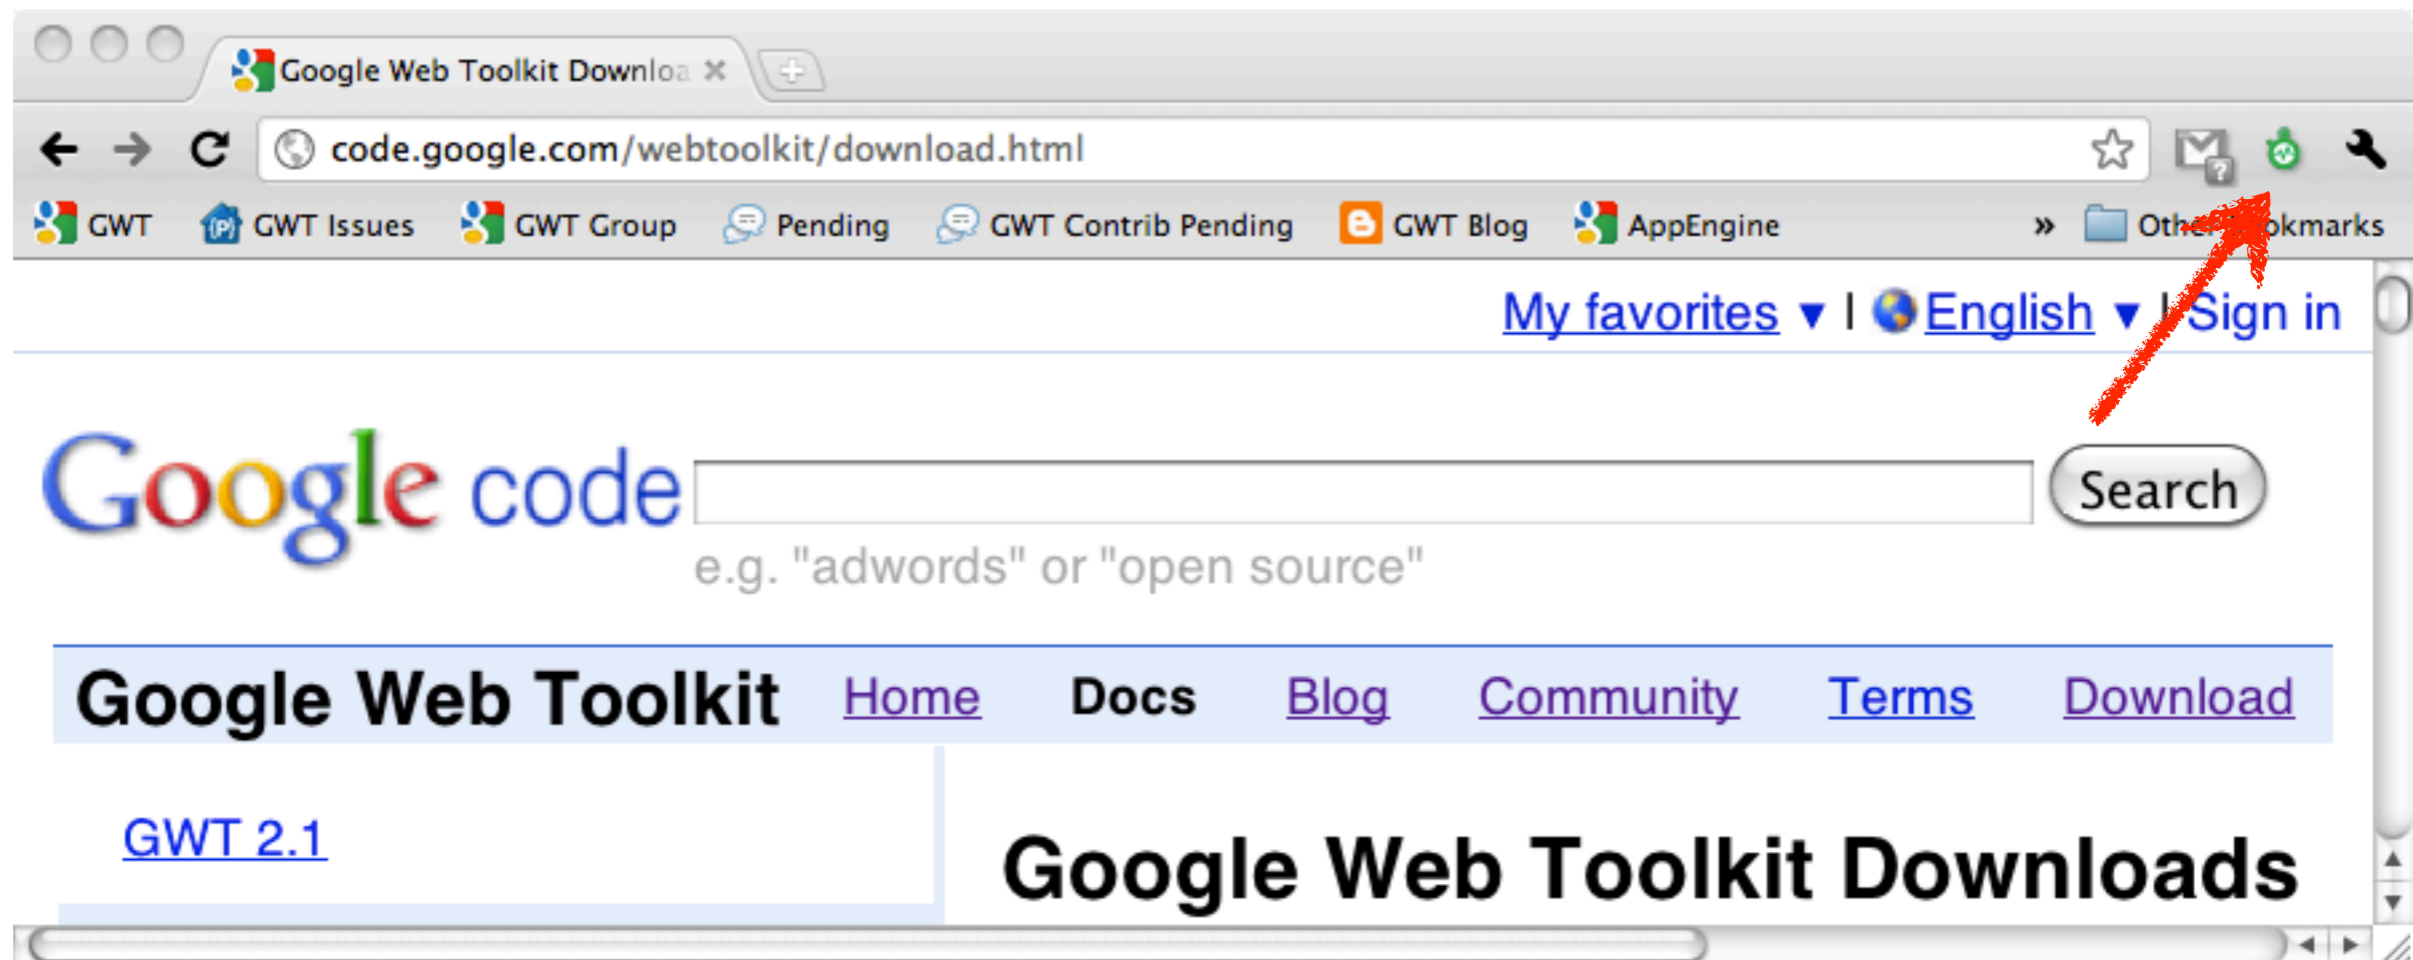 Google Web Toolkit Downloa
code.google.com/webtoolkit/download.html
GWT GWT Issues GWT Group Pending GWT Contrib Pending GWT Blog AppEngine » Other Bookmarks
My favorites ▼ | English ▼ | Sign in
Google code Search
e.g. "adwords" or "open source"
Google Web Toolkit Home Docs Blog Community Terms Download
GWT 2.1
Google Web Toolkit Downloads